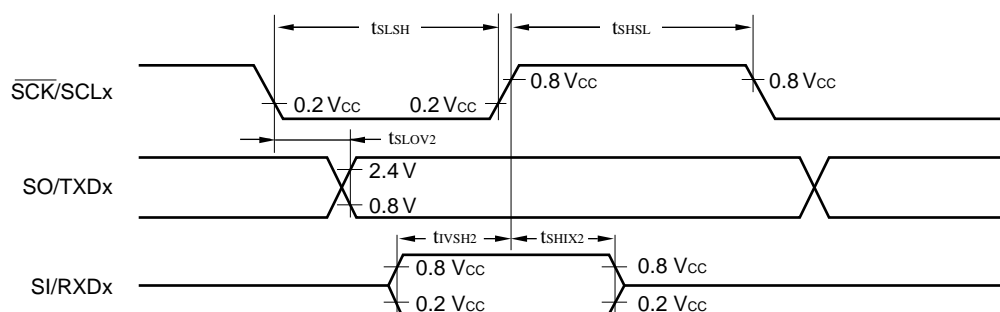 tSLSH tSHSL
SCK/SCLx 0.8 VCC 0.8 VCC
0.2 VCC 0.2 VCC
tSLOV2
SO/TXDx 2.4 V
0.8 V
tIVSH2 tSHIX2
0.8 VCC 0.8 VCC
SI/RXDx
0.2 VCC 0.2 VCC